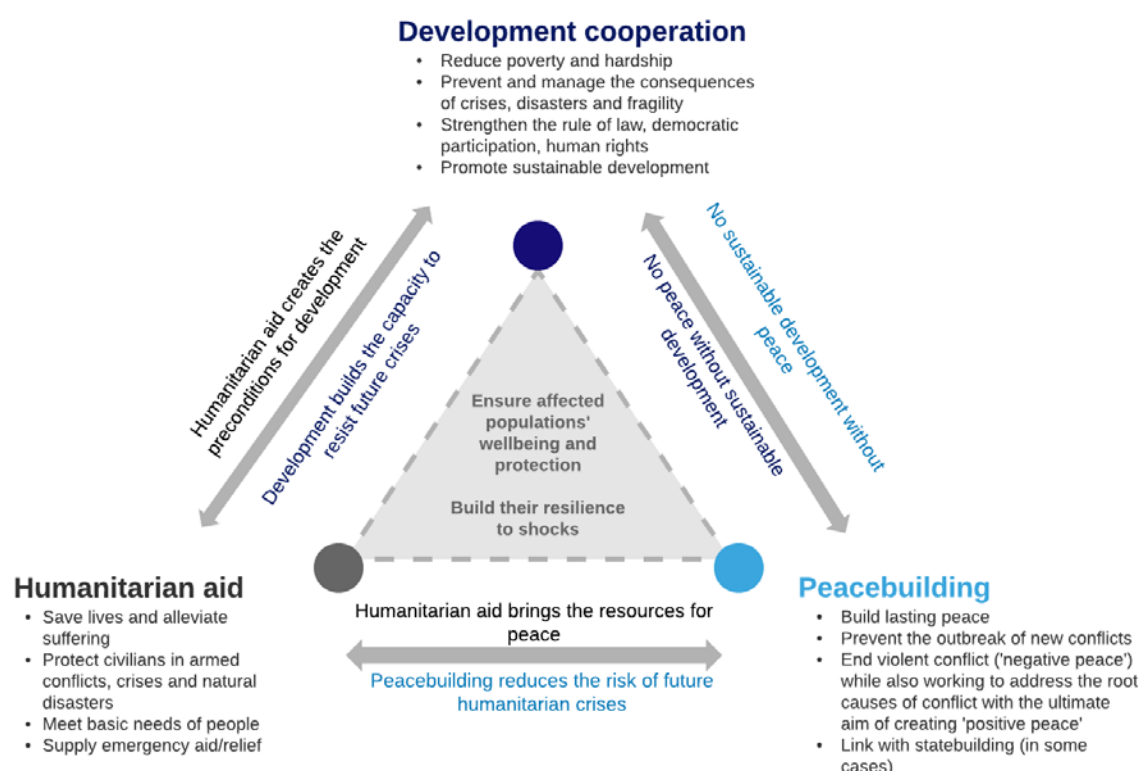 Development cooperation
• Reduce poverty and hardship
• Prevent and manage the consequences
of crises, disasters and fragility
• Strengthen the rule of law, democratic
participation, human rights
• Promote sustainable development
Humanitarian aid creates the
preconditions for development
Development builds the capacity to
resist future crises
No sustainable development without
peace
No peace without sustainable
development
Ensure affected
populations'
wellbeing and
protection
Build their resilience
to shocks
Humanitarian aid
• Save lives and alleviate
suffering
• Protect civilians in armed
conflicts, crises and natural
disasters
• Meet basic needs of people
• Supply emergency aid/relief
Humanitarian aid brings the resources for
peace
Peacebuilding reduces the risk of future
humanitarian crises
Peacebuilding
• Build lasting peace
• Prevent the outbreak of new conflicts
• End violent conflict ('negative peace')
while also working to address the root
causes of conflict with the ultimate
aim of creating 'positive peace'
• Link with statebuilding (in some
cases)